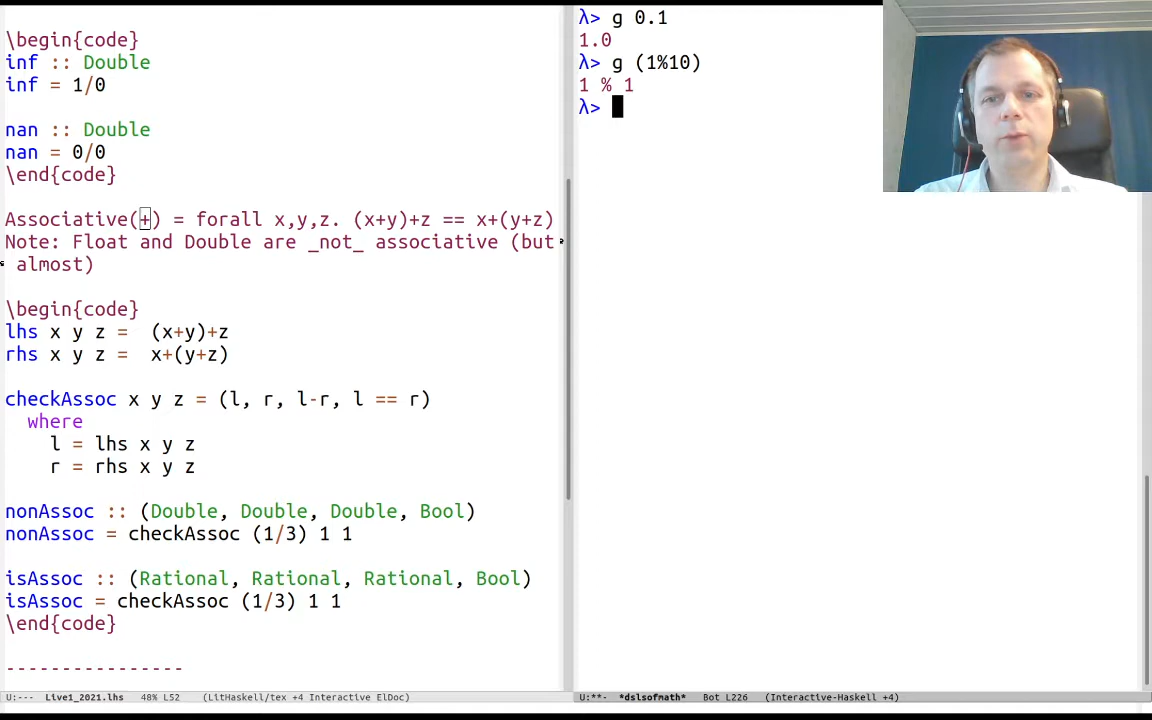 \begin{code}
inf :: Double
inf = 1/0
nan :: Double
nan = 0/0
\end{code}
Associative(+) = forall x,y,z. (x+y)+z == x+(y+z)
Note: Float and Double are _not_ associative (but
almost)
\begin{code}
lhs x y z =  (x+y)+z
rhs x y z =  x+(y+z)
checkAssoc x y z = (l, r, l-r, l == r)
  where
    l = lhs x y z
    r = rhs x y z
nonAssoc :: (Double, Double, Double, Bool)
nonAssoc = checkAssoc (1/3) 1 1
isAssoc :: (Rational, Rational, Rational, Bool)
isAssoc = checkAssoc (1/3) 1 1
\end{code}
----------------
U:---  Live1_2021.lhs   48% L52    (LitHaskell/tex +4 Interactive ElDoc)
λ> g 0.1
1.0
λ> g (1%10)
1 % 1
λ>
U:**-  *dslsofmath*   Bot L226   (Interactive-Haskell +4)